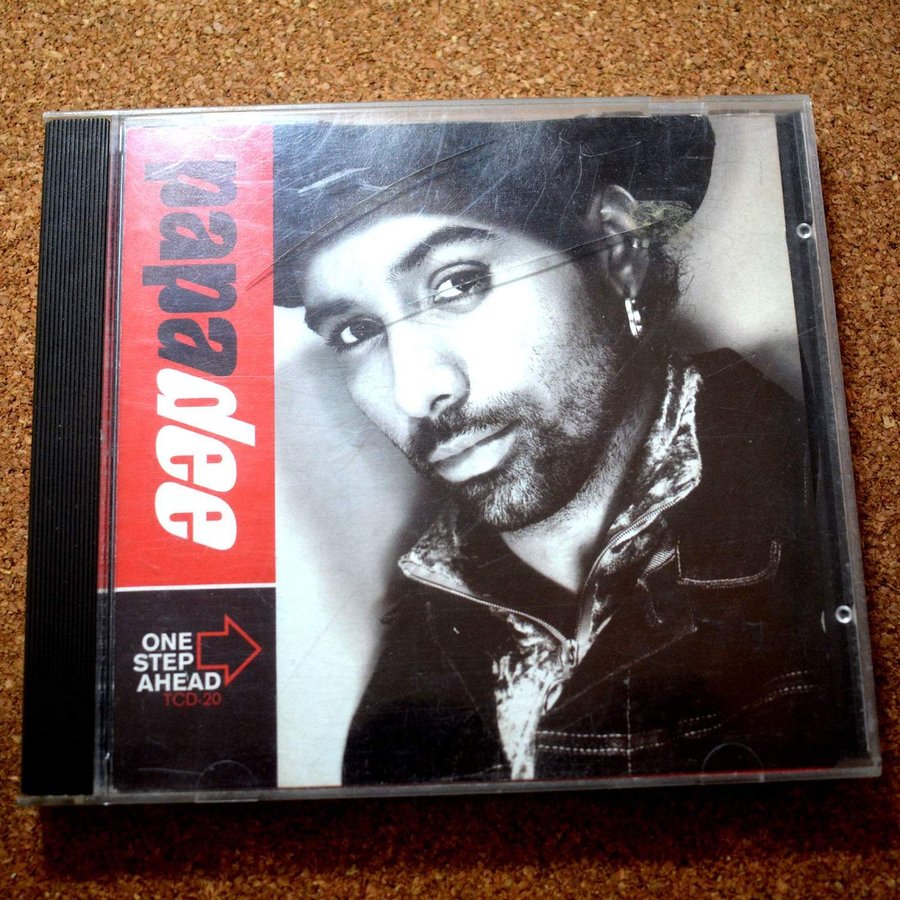 papadee
ONE
STEP
AHEAD
TCD-20